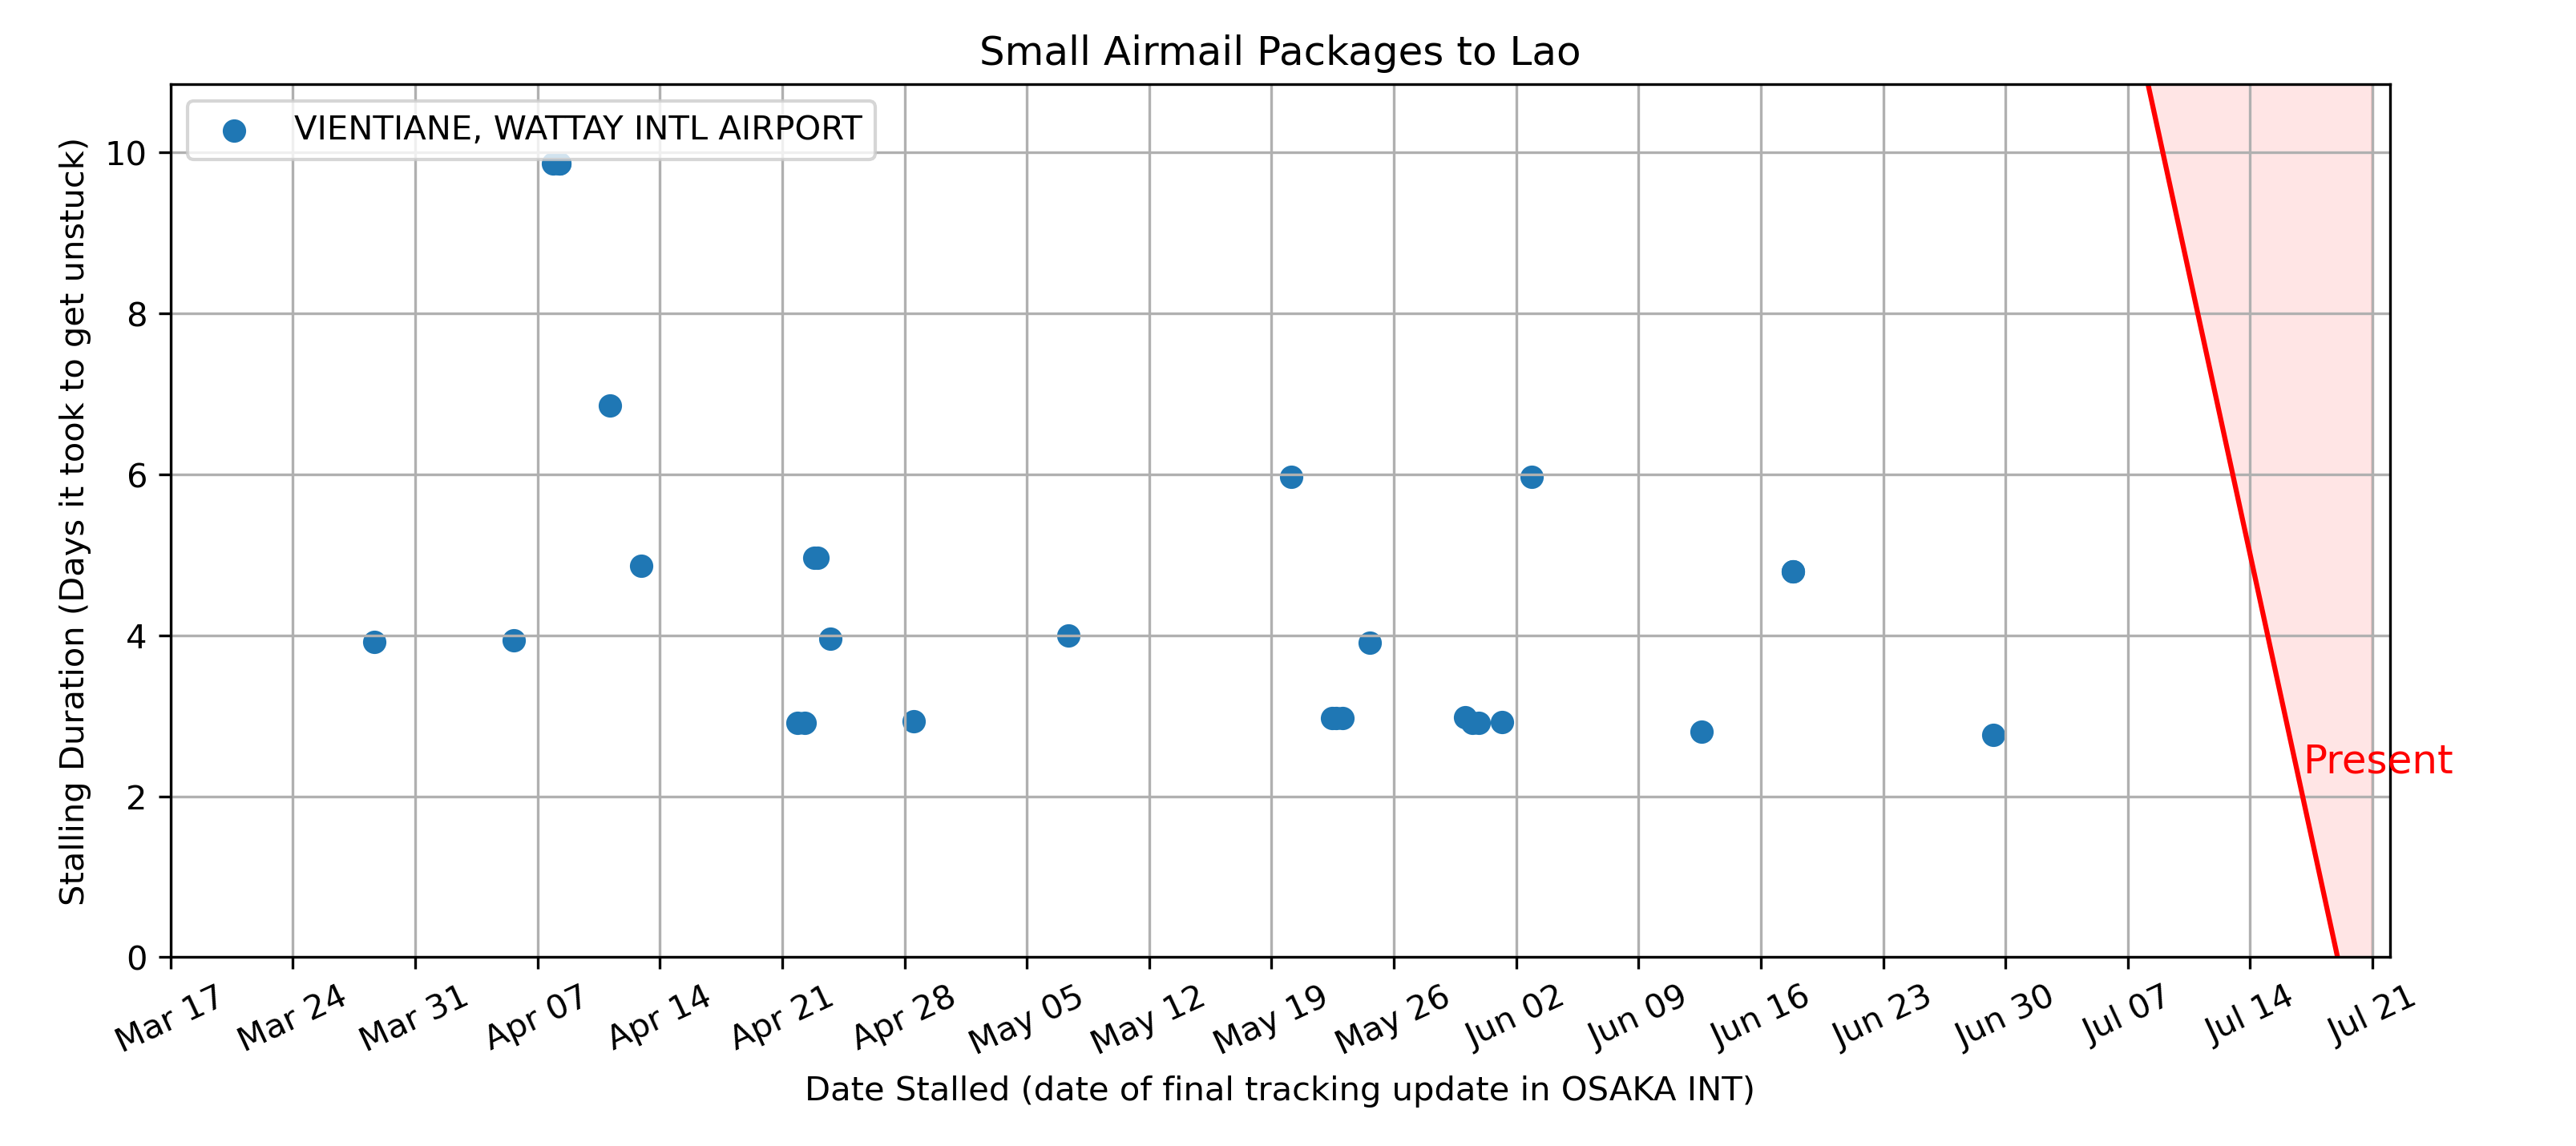 Small Airmail Packages to Lao
VIENTIANE, WATTAY INTL AIRPORT
Stalling Duration (Days it took to get unstuck)
10
8
6
4
2
0
Present
Mar 17 Mar 24 Mar 31 Apr 07 Apr 14 Apr 21 Apr 28 May 05 May 12 May 19 May 26 Jun 02 Jun 09 Jun 16 Jun 23 Jun 30 Jul 07 Jul 14 Jul 21
Date Stalled (date of final tracking update in OSAKA INT)